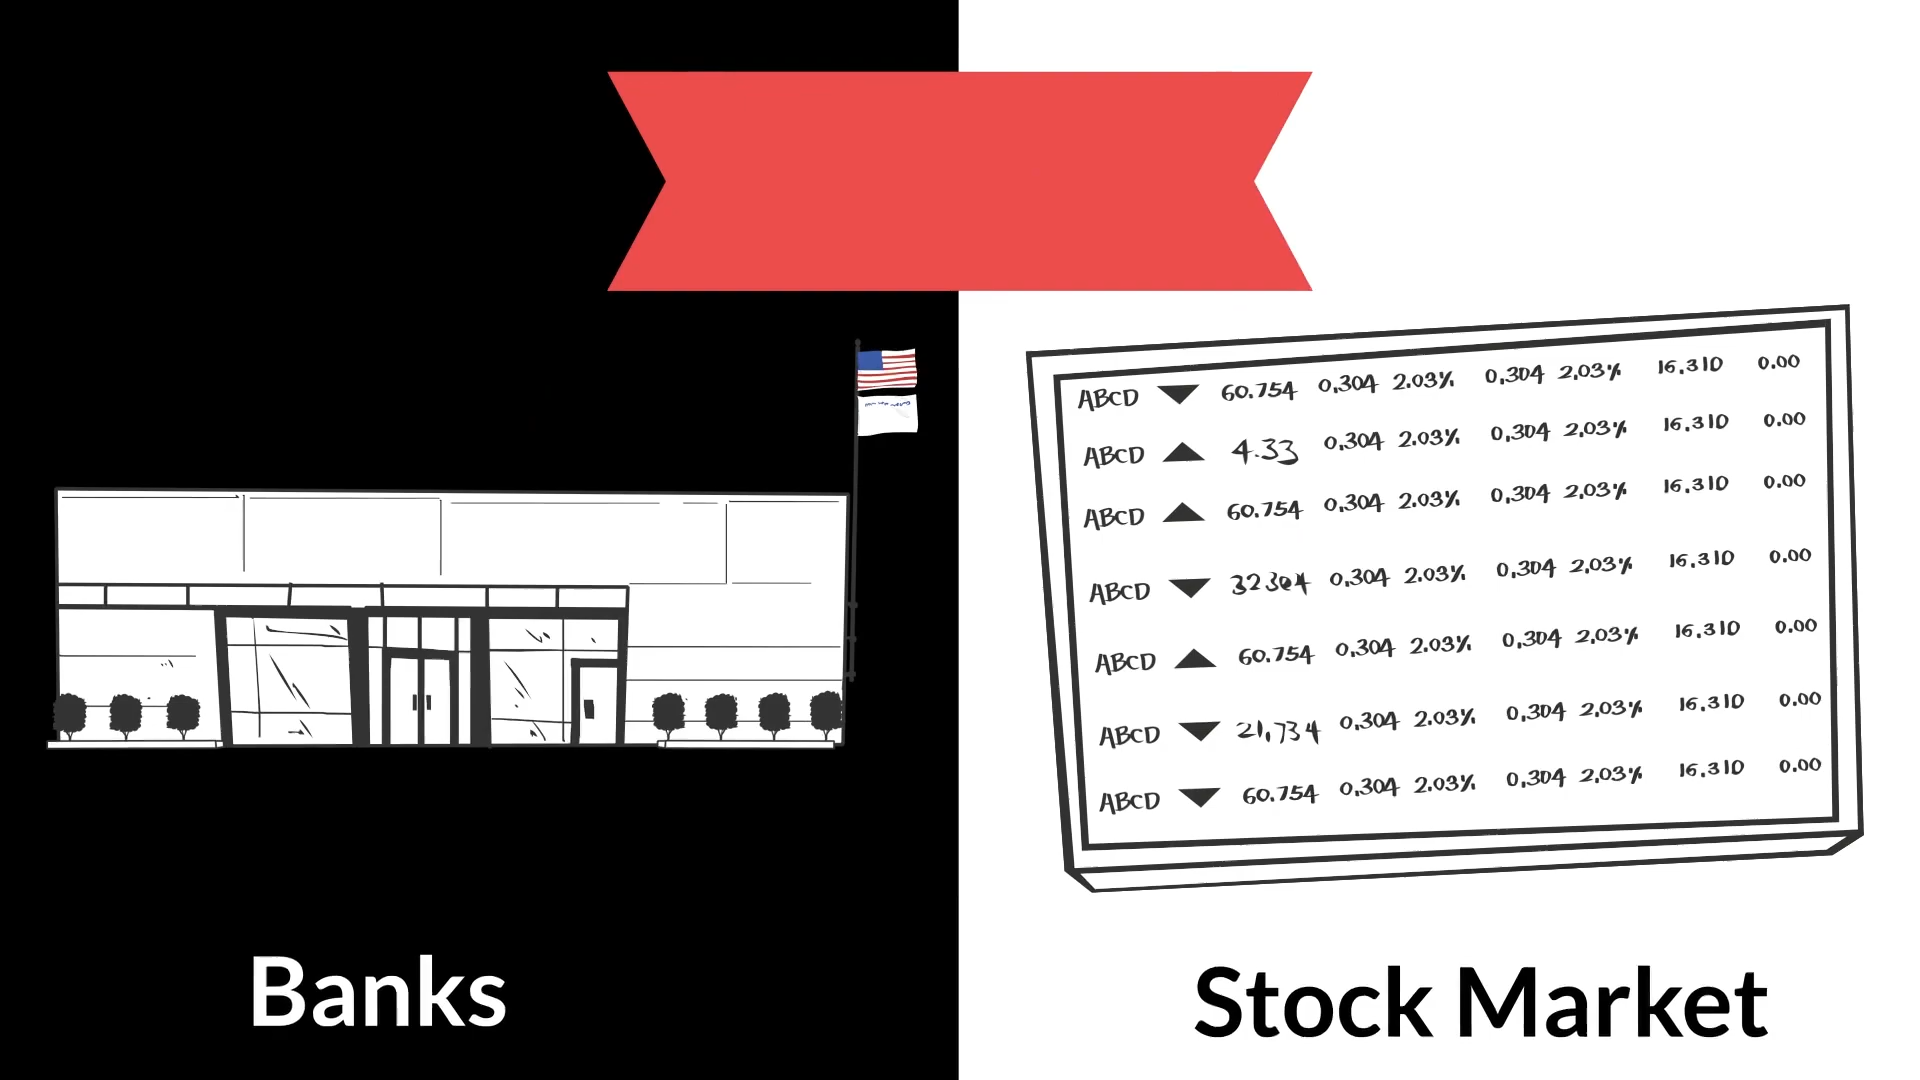 ABCD ▼ 60.754 0.304 2.03% 0.304 2.03% 16.310 0.00
ABCD ▲ 4.33 0.304 2.03% 0.304 2.03% 16.310 0.00
ABCD ▲ 60.754 0.304 2.03% 0.304 2.03% 16.310 0.00
ABCD ▼ 32304 0.304 2.03% 0.304 2.03% 16.310 0.00
ABCD ▲ 60.754 0.304 2.03% 0.304 2.03% 16.310 0.00
ABCD ▼ 21,734 0.304 2.03% 0.304 2.03% 16.310 0.00
ABCD ▼ 60.754 0.304 2.03% 0.304 2.03% 16.310 0.00
Banks
Stock Market